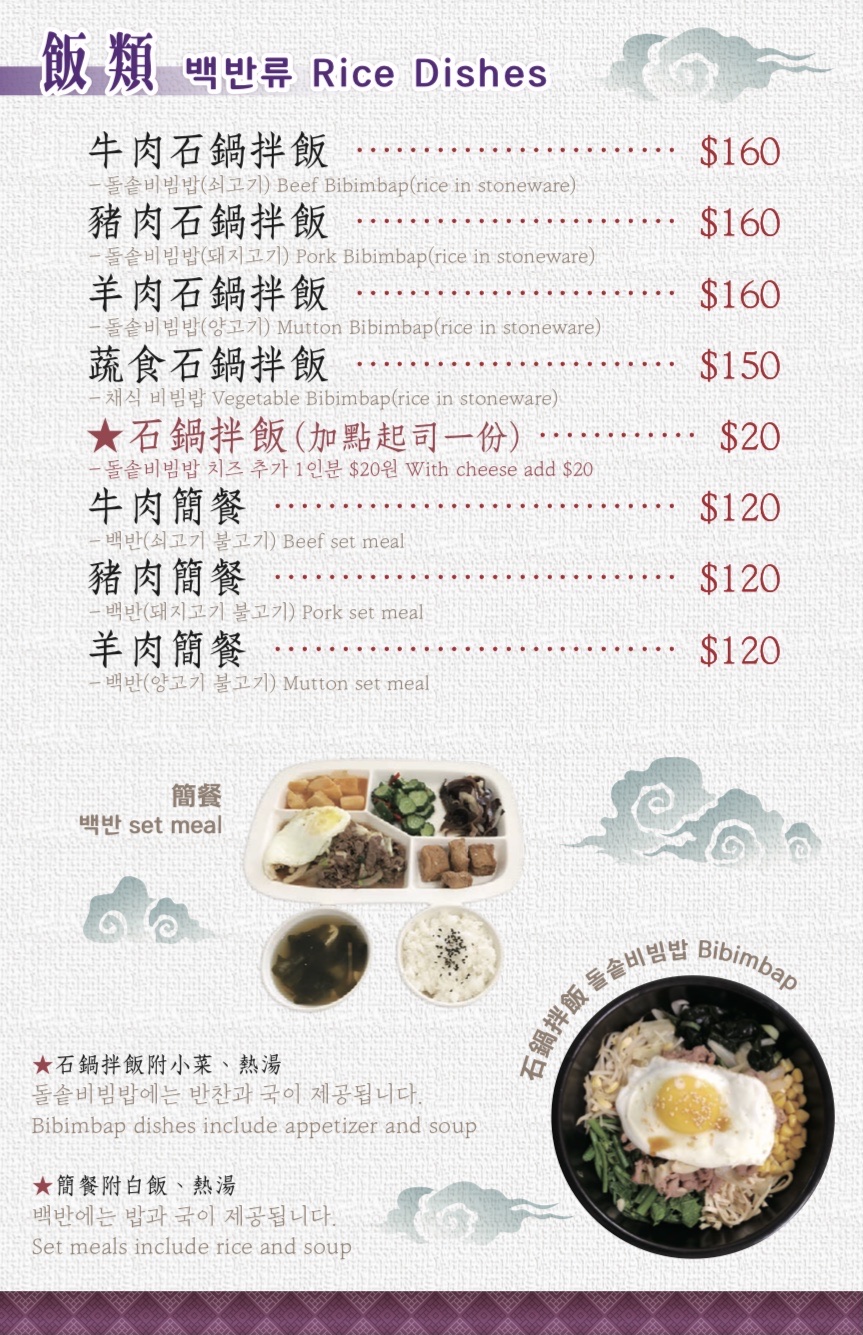 飯類 백반류 Rice Dishes
牛肉石鍋拌飯 $160
－돌솥비빔밥(쇠고기) Beef Bibimbap(rice in stoneware)
豬肉石鍋拌飯 $160
－돌솥비빔밥(돼지고기) Pork Bibimbap(rice in stoneware)
羊肉石鍋拌飯 $160
－돌솥비빔밥(양고기) Mutton Bibimbap(rice in stoneware)
蔬食石鍋拌飯 $150
－채식 비빔밥 Vegetable Bibimbap(rice in stoneware)
★石鍋拌飯(加點起司一份) $20
－돌솥비빔밥 치즈 추가 1인분 $20원 With cheese add $20
牛肉簡餐 $120
－백반(쇠고기 불고기) Beef set meal
豬肉簡餐 $120
－백반(돼지고기 불고기) Pork set meal
羊肉簡餐 $120
－백반(양고기 불고기) Mutton set meal
簡餐
백반 set meal
石鍋拌飯 돌솥비빔밥 Bibimbap
★石鍋拌飯附小菜、熱湯
돌솥비빔밥에는 반찬과 국이 제공됩니다.
Bibimbap dishes include appetizer and soup
★簡餐附白飯、熱湯
백반에는 밥과 국이 제공됩니다.
Set meals include rice and soup